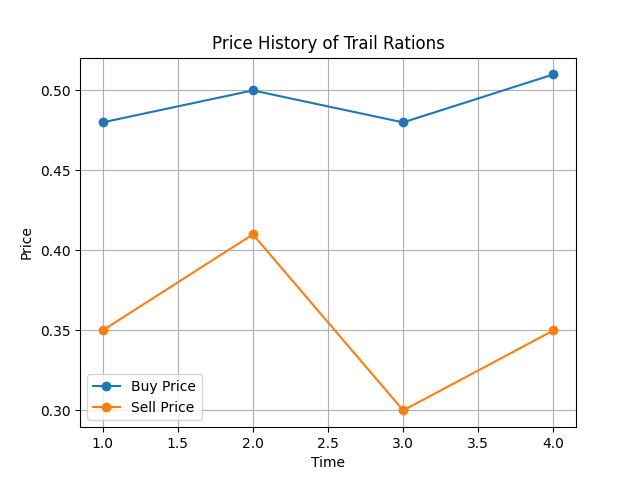 Price History of Trail Rations
Price
0.50
0.45
0.40
0.35
0.30
Buy Price
Sell Price
1.0 1.5 2.0 2.5 3.0 3.5 4.0
Time